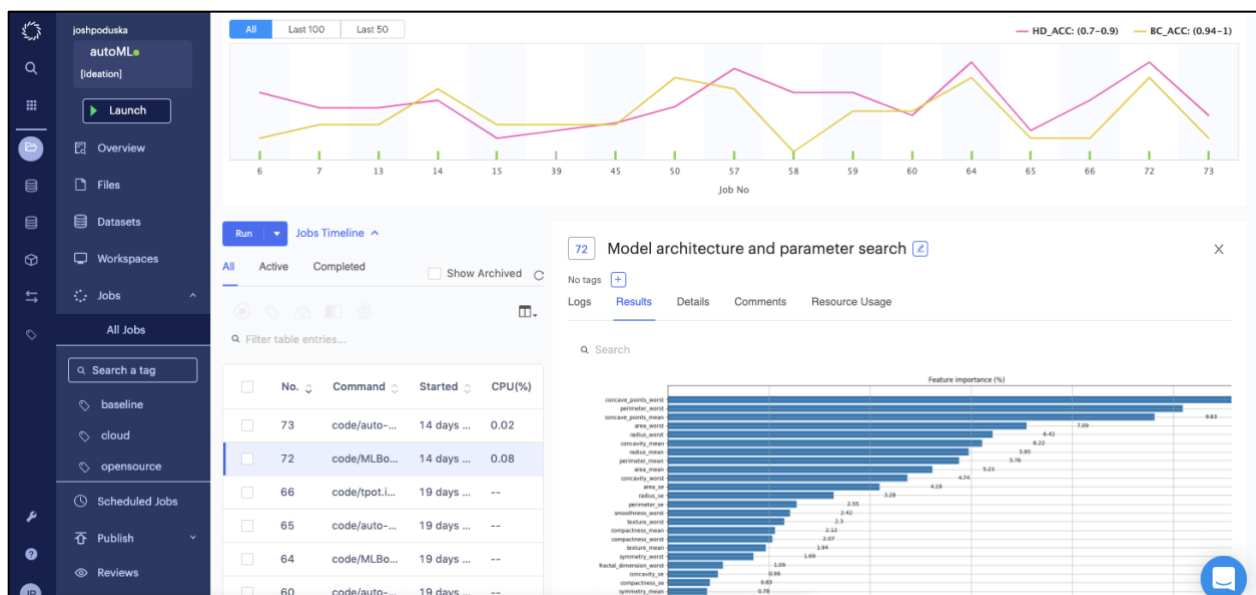 joshpoduska
autoML
[Ideation]
Launch
Overview
Files
Datasets
Workspaces
Jobs
All Jobs
Search a tag
baseline
cloud
opensource
Scheduled Jobs
Publish
Reviews
All Last 100 Last 50
HD_ACC: (0.7-0.9) BC_ACC: (0.94-1)
6 7 13 14 15 39 45 50 57 58 59 60 64 65 66 72 73
Job No
Run Jobs Timeline
All Active Completed Show Archived
Filter table entries...
No. Command Started CPU(%)
73 code/auto-... 14 days ... 0.02
72 code/MLBo... 14 days ... 0.08
66 code/tpot.i... 19 days ... --
65 code/auto-... 19 days ... --
64 code/MLBo... 19 days ... --
60 code/auto-... 19 days ... --
72 Model architecture and parameter search
No tags +
Logs Results Details Comments Resource Usage
Search
Feature importance (%)
concave_points_worst
perimeter_worst
concave_points_mean 9.63
area_worst 7.09
radius_worst 6.42
concavity_mean 6.22
radius_mean 5.95
perimeter_mean 5.76
area_mean 5.23
concavity_worst 4.74
area_se 4.19
radius_se 3.28
perimeter_se 2.55
smoothness_worst 2.42
texture_worst 2.3
compactness_mean 2.12
compactness_worst 2.07
texture_mean 1.94
symmetry_worst 1.69
fractal_dimension_worst 1.09
concavity_se 0.99
compactness_se 0.83
symmetry_mean 0.78